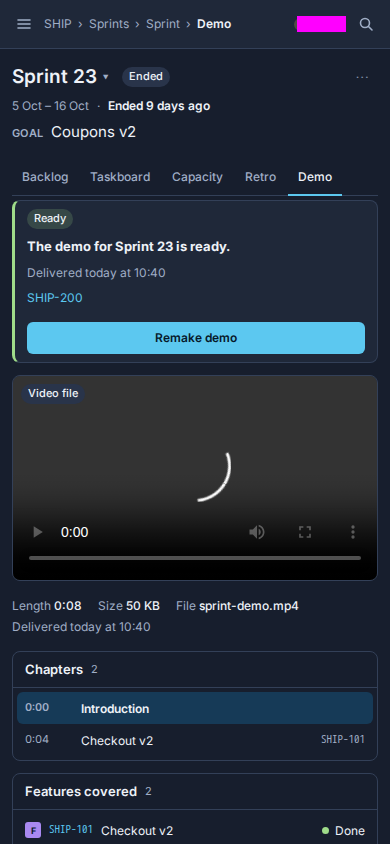 SHIP › Sprints › Sprint › Demo
Sprint 23 ▾ Ended ...
5 Oct – 16 Oct · Ended 9 days ago
GOAL Coupons v2
Backlog Taskboard Capacity Retro Demo
Ready
The demo for Sprint 23 is ready.
Delivered today at 10:40
SHIP-200
Remake demo
Video file
0:00
Length 0:08 Size 50 KB File sprint-demo.mp4
Delivered today at 10:40
Chapters 2
0:00 Introduction
0:04 Checkout v2 SHIP-101
Features covered 2
F SHIP-101 Checkout v2 Done